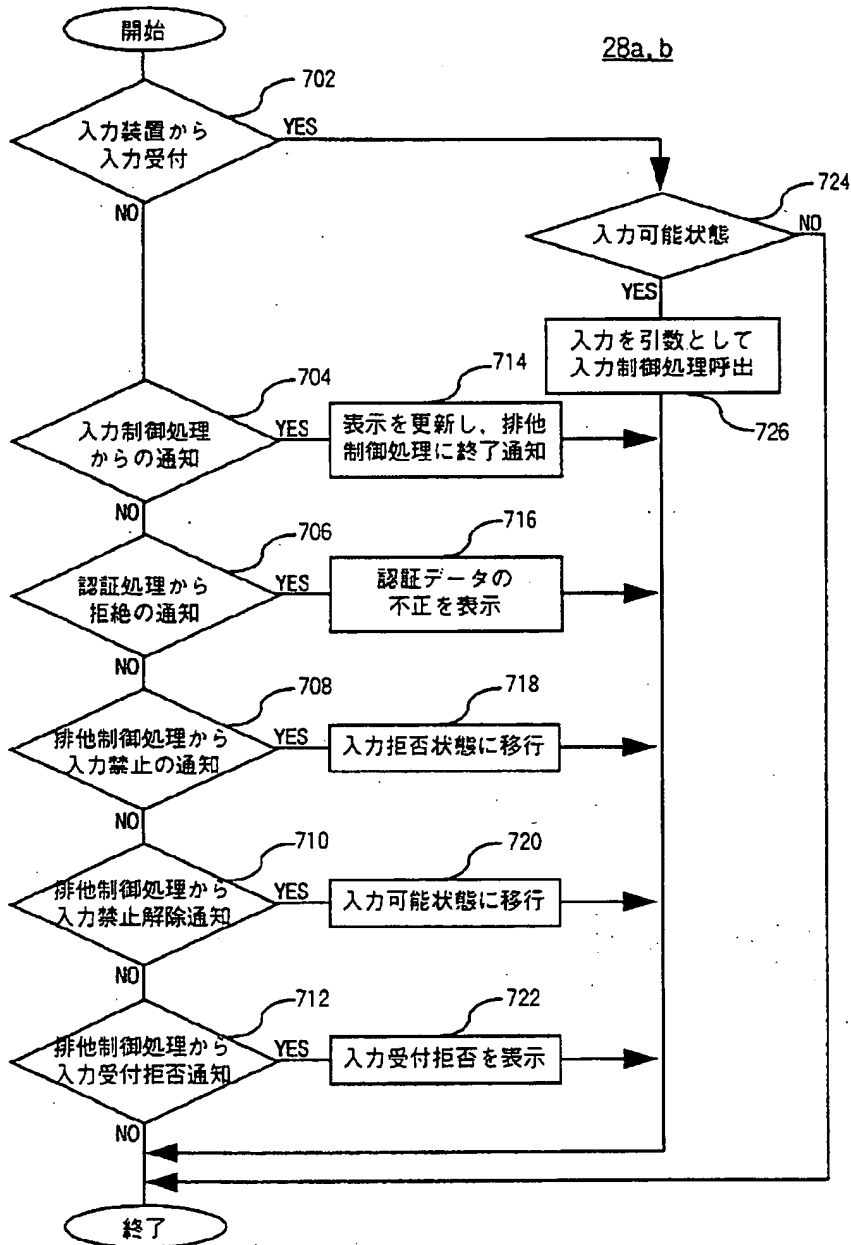 開始
28a,b
702
入力装置から
入力受付
YES
NO
724
入力可能状態
NO
YES
入力を引数として
入力制御処理呼出
726
704
入力制御処理
からの通知
YES
714
表示を更新し、排他
制御処理に終了通知
NO
706
認証処理から
拒絶の通知
YES
716
認証データの
不正を表示
NO
708
排他制御処理から
入力禁止の通知
YES
718
入力拒否状態に移行
NO
710
排他制御処理から
入力禁止解除通知
YES
720
入力可能状態に移行
NO
712
排他制御処理から
入力受付拒否通知
YES
722
入力受付拒否を表示
NO
終了